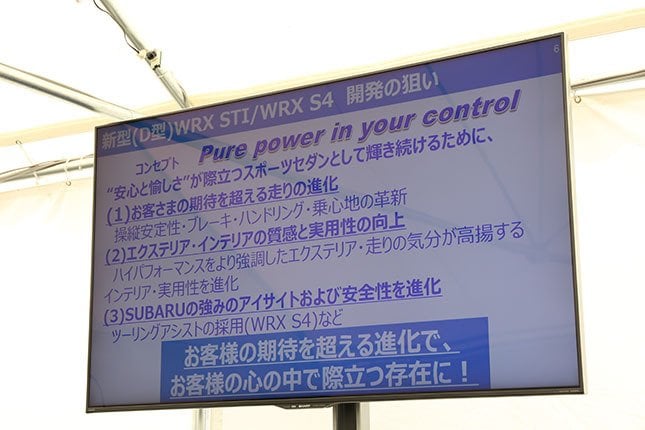 6
新型(D型)WRX STI/WRX S4 開発の狙い
コンセプト Pure power in your control
“安心と愉しさ”が際立つスポーツセダンとして輝き続けるために、
(1)お客さまの期待を超える走りの進化
操縦安定性・ブレーキ・ハンドリング・乗心地の革新
(2)エクステリア・インテリアの質感と実用性の向上
ハイパフォーマンスをより強調したエクステリア・走りの気分が高揚する
インテリア・実用性を進化
(3)SUBARUの強みのアイサイトおよび安全性を進化
ツーリングアシストの採用(WRX S4)など
お客様の期待を超える進化で、
お客様の心の中で際立つ存在に！